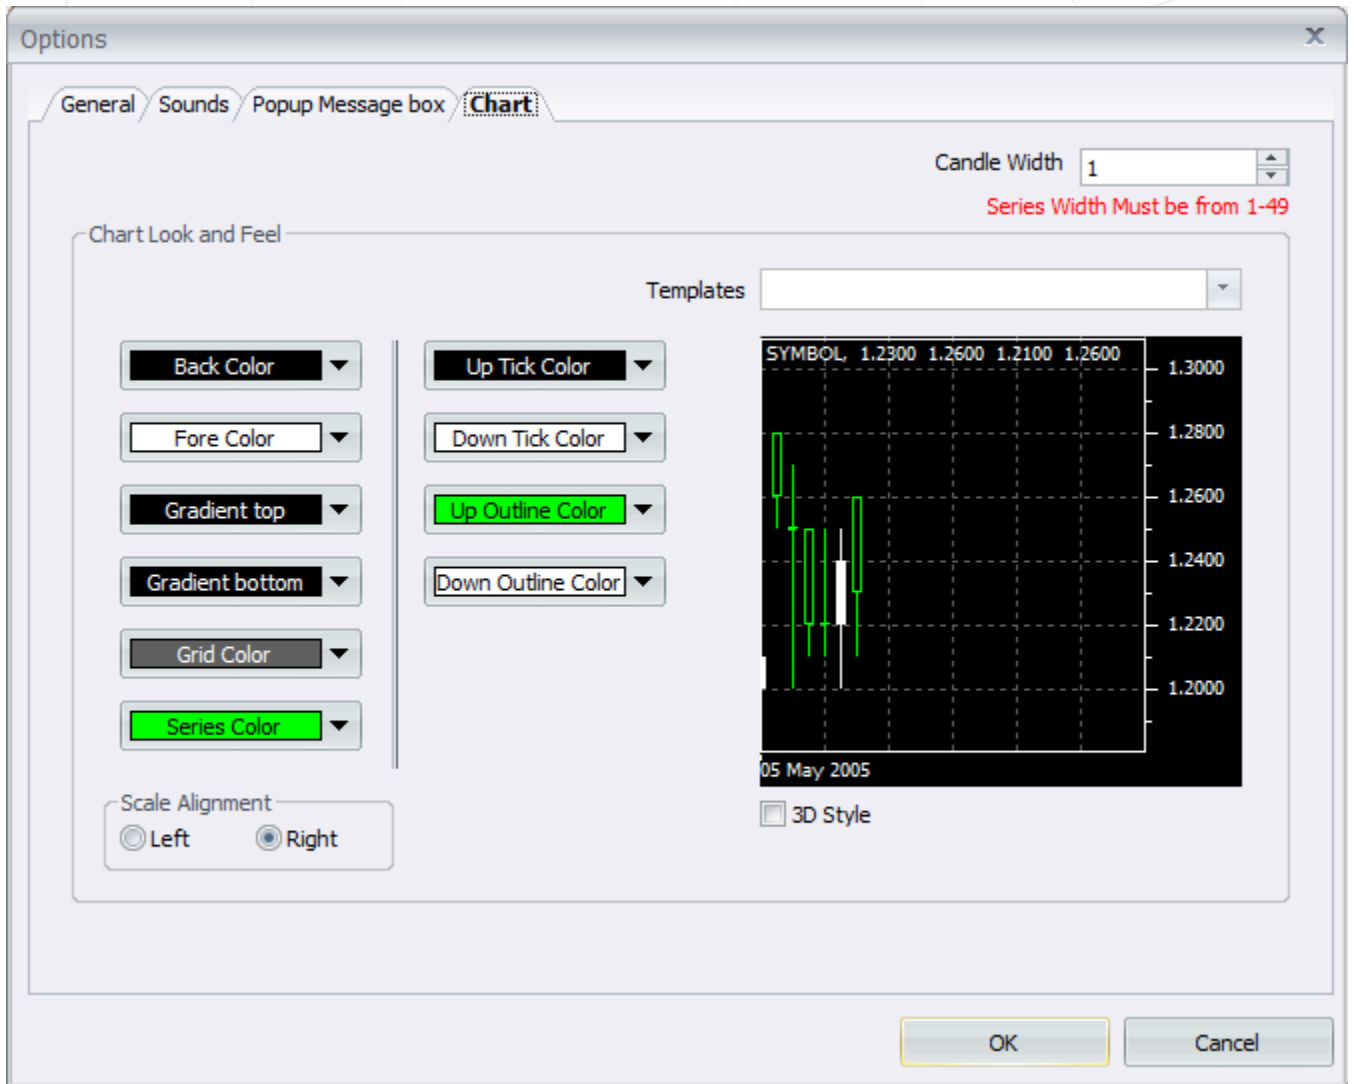 Options
General Sounds Popup Message box Chart
Candle Width 1
Series Width Must be from 1-49
Chart Look and Feel
Templates
Back Color
Fore Color
Gradient top
Gradient bottom
Grid Color
Series Color
Up Tick Color
Down Tick Color
Up Outline Color
Down Outline Color
SYMBOL, 1.2300 1.2600 1.2100 1.2600
1.3000
1.2800
1.2600
1.2400
1.2200
1.2000
05 May 2005
3D Style
Scale Alignment
Left Right
OK Cancel